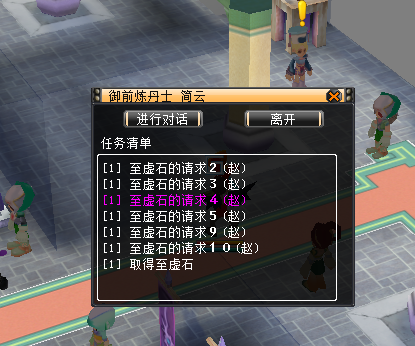 御前炼丹士 简云
进行对话 离开
任务清单
[1] 至虚石的请求２（赵）
[1] 至虚石的请求３（赵）
[1] 至虚石的请求４（赵）
[1] 至虚石的请求５（赵）
[1] 至虚石的请求９（赵）
[1] 至虚石的请求１０（赵）
[1] 取得至虚石